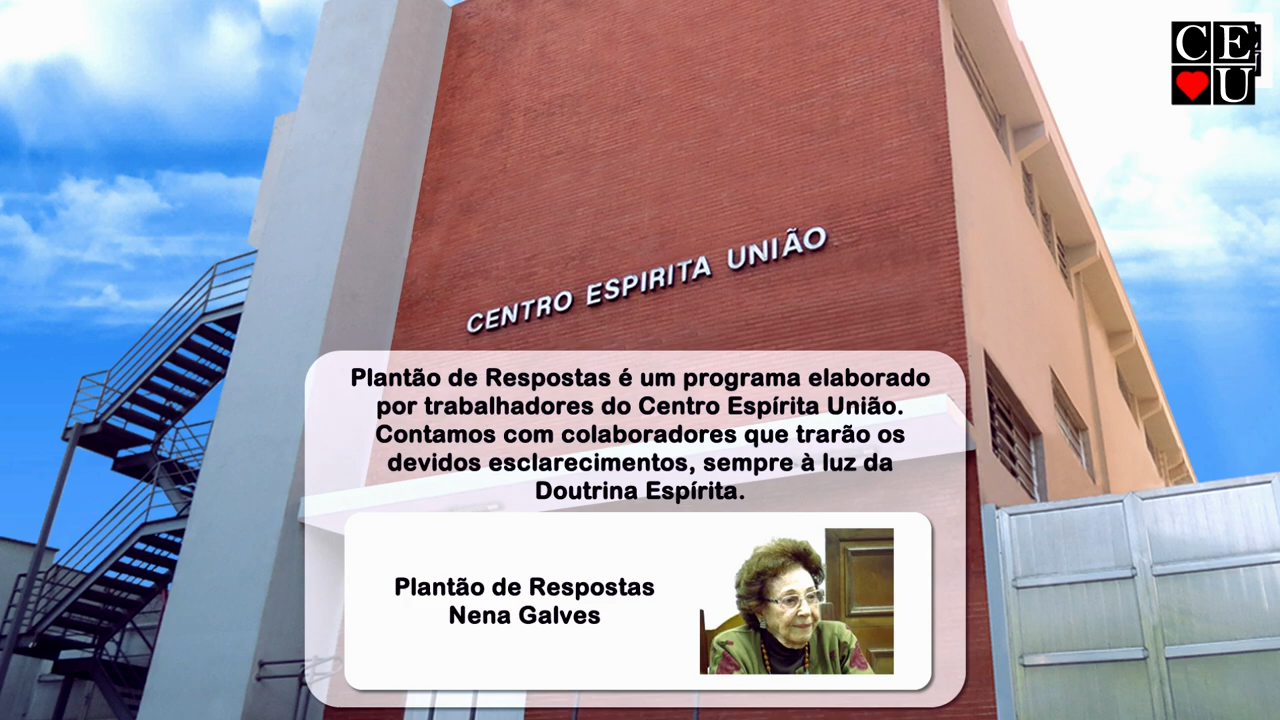 CE
U
CENTRO ESPIRITA UNIÃO
Plantão de Respostas é um programa elaborado
por trabalhadores do Centro Espírita União.
Contamos com colaboradores que trarão os
devidos esclarecimentos, sempre à luz da
Doutrina Espírita.
Plantão de Respostas
Nena Galves